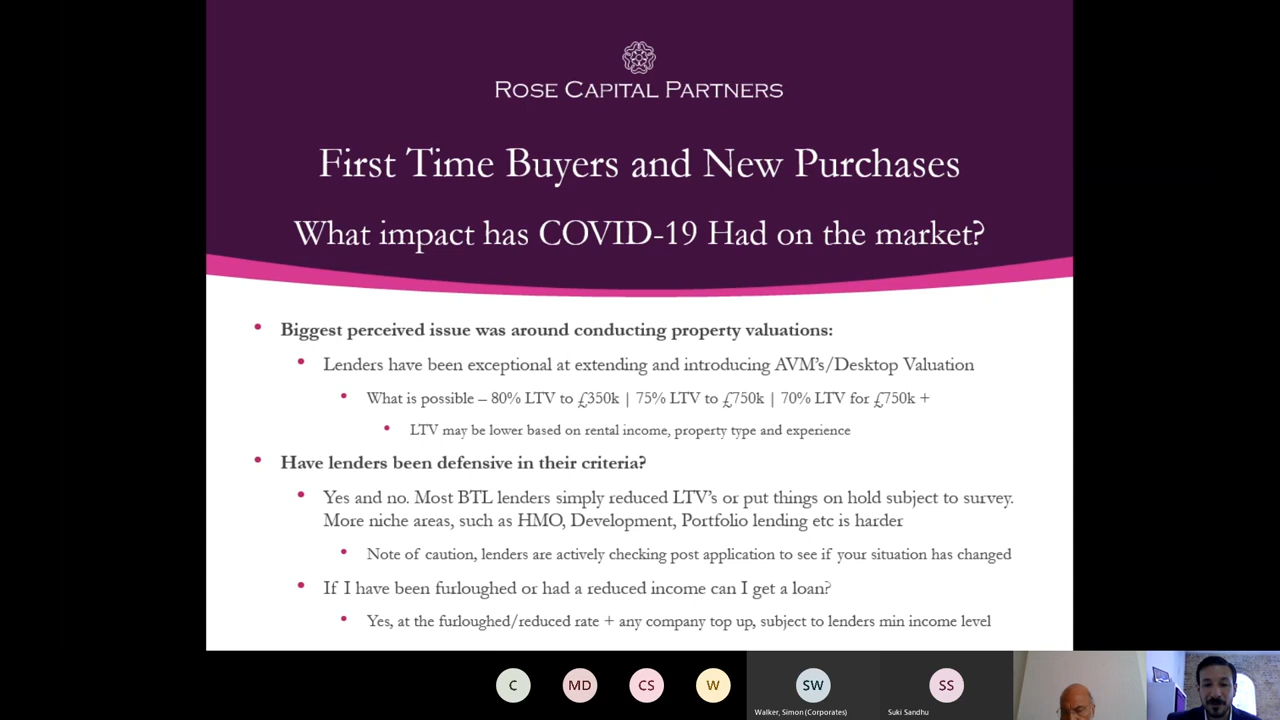 ROSE CAPITAL PARTNERS
First Time Buyers and New Purchases
What impact has COVID-19 Had on the market?
• Biggest perceived issue was around conducting property valuations:
• Lenders have been exceptional at extending and introducing AVM's/Desktop Valuation
• What is possible – 80% LTV to £350k | 75% LTV to £750k | 70% LTV for £750k +
• LTV may be lower based on rental income, property type and experience
• Have lenders been defensive in their criteria?
• Yes and no. Most BTL lenders simply reduced LTV's or put things on hold subject to survey.
More niche areas, such as HMO, Development, Portfolio lending etc is harder
• Note of caution, lenders are actively checking post application to see if your situation has changed
• If I have been furloughed or had a reduced income can I get a loan?
• Yes, at the furloughed/reduced rate + any company top up, subject to lenders min income level
C MD CS W SW SS
Walker, Simon (Corporates) Suki Sandhu